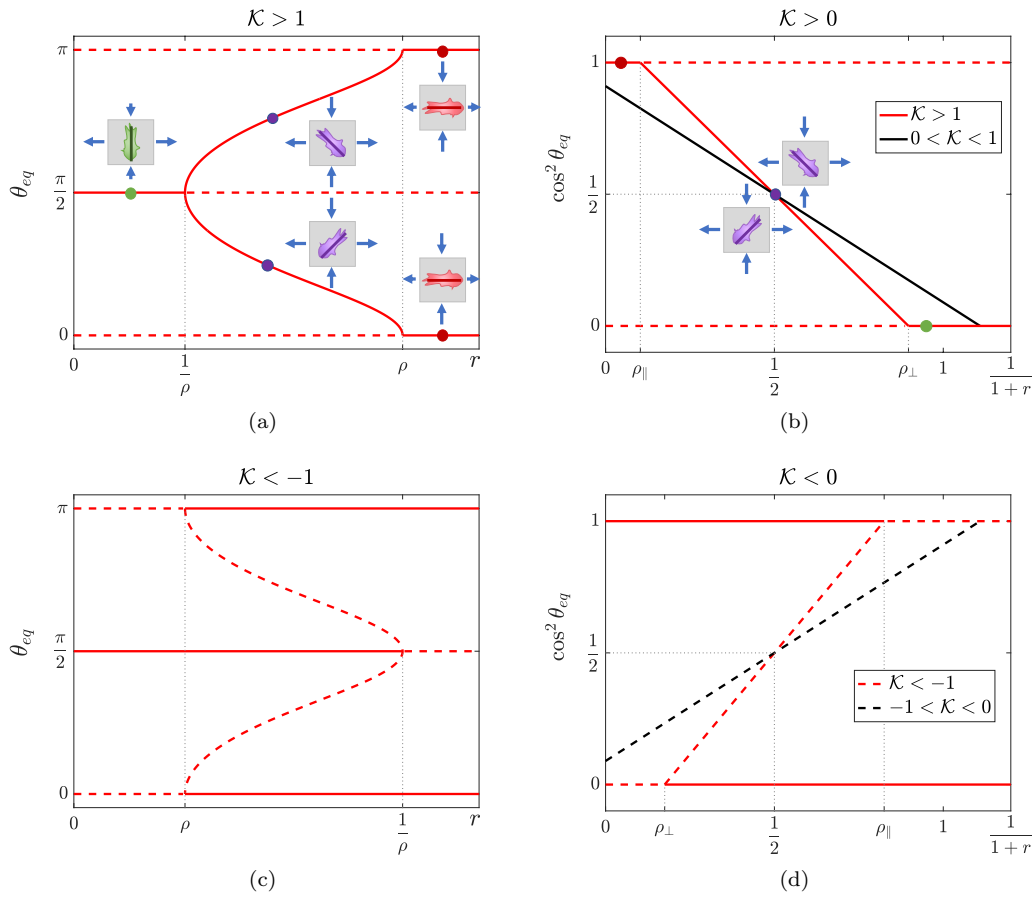 𝒦 > 1
π
π/2
0
θ_eq
0
1/ρ
ρ
r
(a)
𝒦 > 0
1
1/2
0
cos² θ_eq
𝒦 > 1
0 < 𝒦 < 1
0
ρ_∥
1/2
ρ_⊥
1
1/(1 + r)
(b)
𝒦 < −1
π
π/2
0
θ_eq
0
ρ
1/ρ
r
(c)
𝒦 < 0
1
1/2
0
cos² θ_eq
𝒦 < −1
−1 < 𝒦 < 0
0
ρ_⊥
1/2
ρ_∥
1
1/(1 + r)
(d)